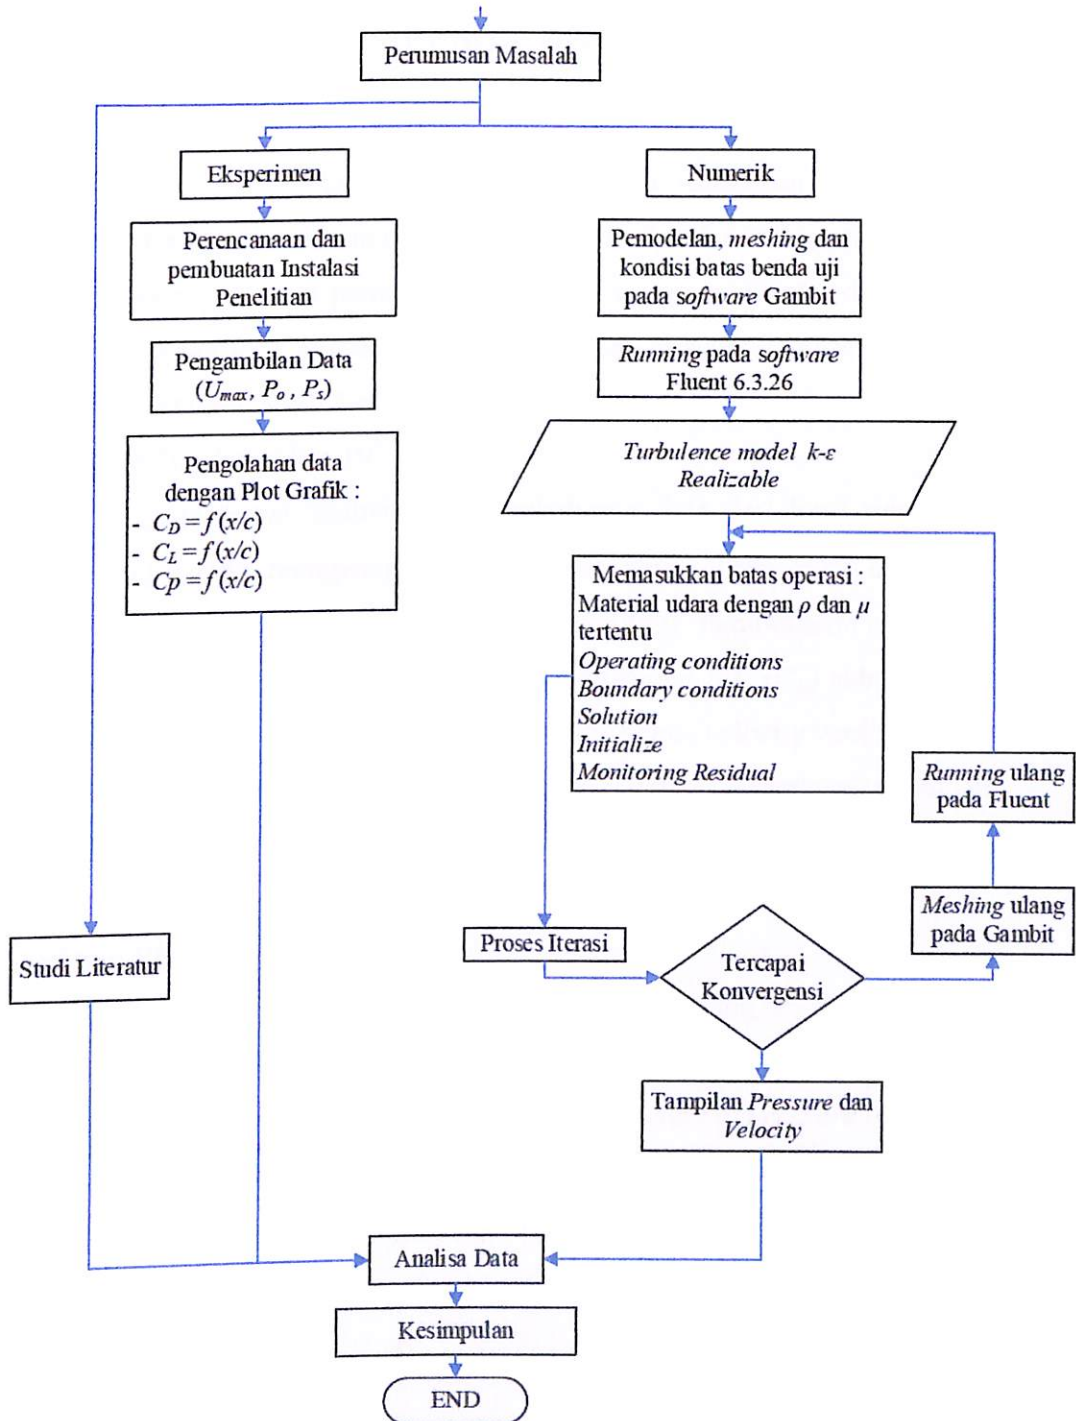 Perumusan Masalah
Eksperimen
Perencanaan dan
pembuatan Instalasi
Penelitian
Pengambilan Data
(Umax, Po , Ps)
Pengolahan data
dengan Plot Grafik :
- CD = f (x/c)
- CL = f (x/c)
- Cp = f (x/c)
Numerik
Pemodelan, meshing dan
kondisi batas benda uji
pada software Gambit
Running pada software
Fluent 6.3.26
Turbulence model k-ε
Realizable
Memasukkan batas operasi :
Material udara dengan ρ dan μ
tertentu
Operating conditions
Boundary conditions
Solution
Initialize
Monitoring Residual
Running ulang
pada Fluent
Meshing ulang
pada Gambit
Proses Iterasi
Tercapai
Konvergensi
Studi Literatur
Tampilan Pressure dan
Velocity
Analisa Data
Kesimpulan
END